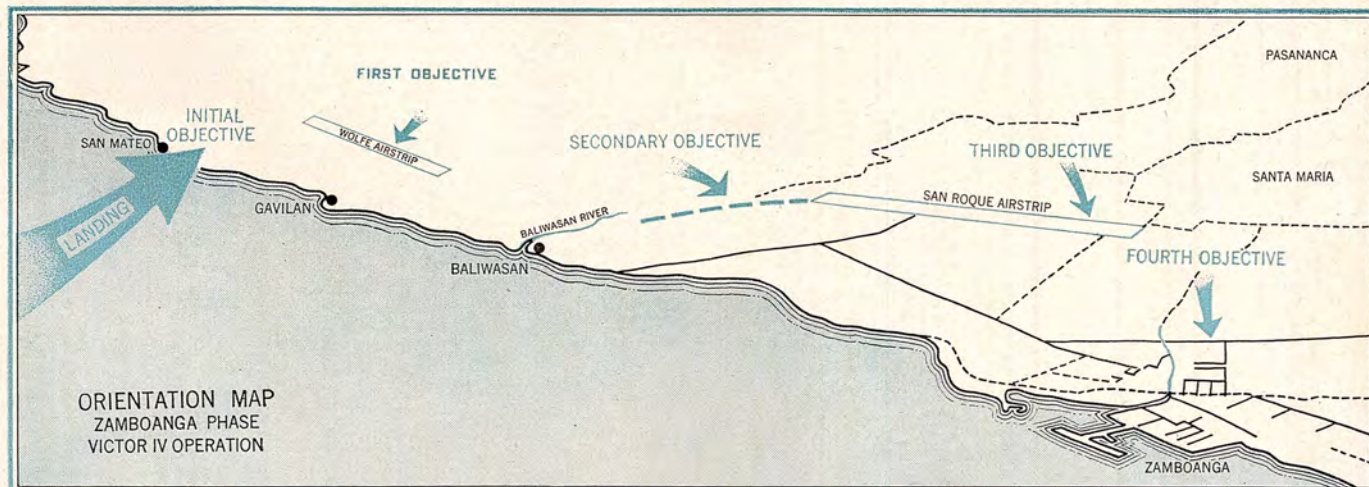 FIRST OBJECTIVE
INITIAL
OBJECTIVE
SAN MATEO
WOLFE AIRSTRIP
LANDING
GAVILAN
SECONDARY OBJECTIVE
BALIWASAN RIVER
BALIWASAN
THIRD OBJECTIVE
SAN ROQUE AIRSTRIP
PASANANCA
SANTA MARIA
FOURTH OBJECTIVE
ZAMBOANGA
ORIENTATION MAP
ZAMBOANGA PHASE
VICTOR IV OPERATION